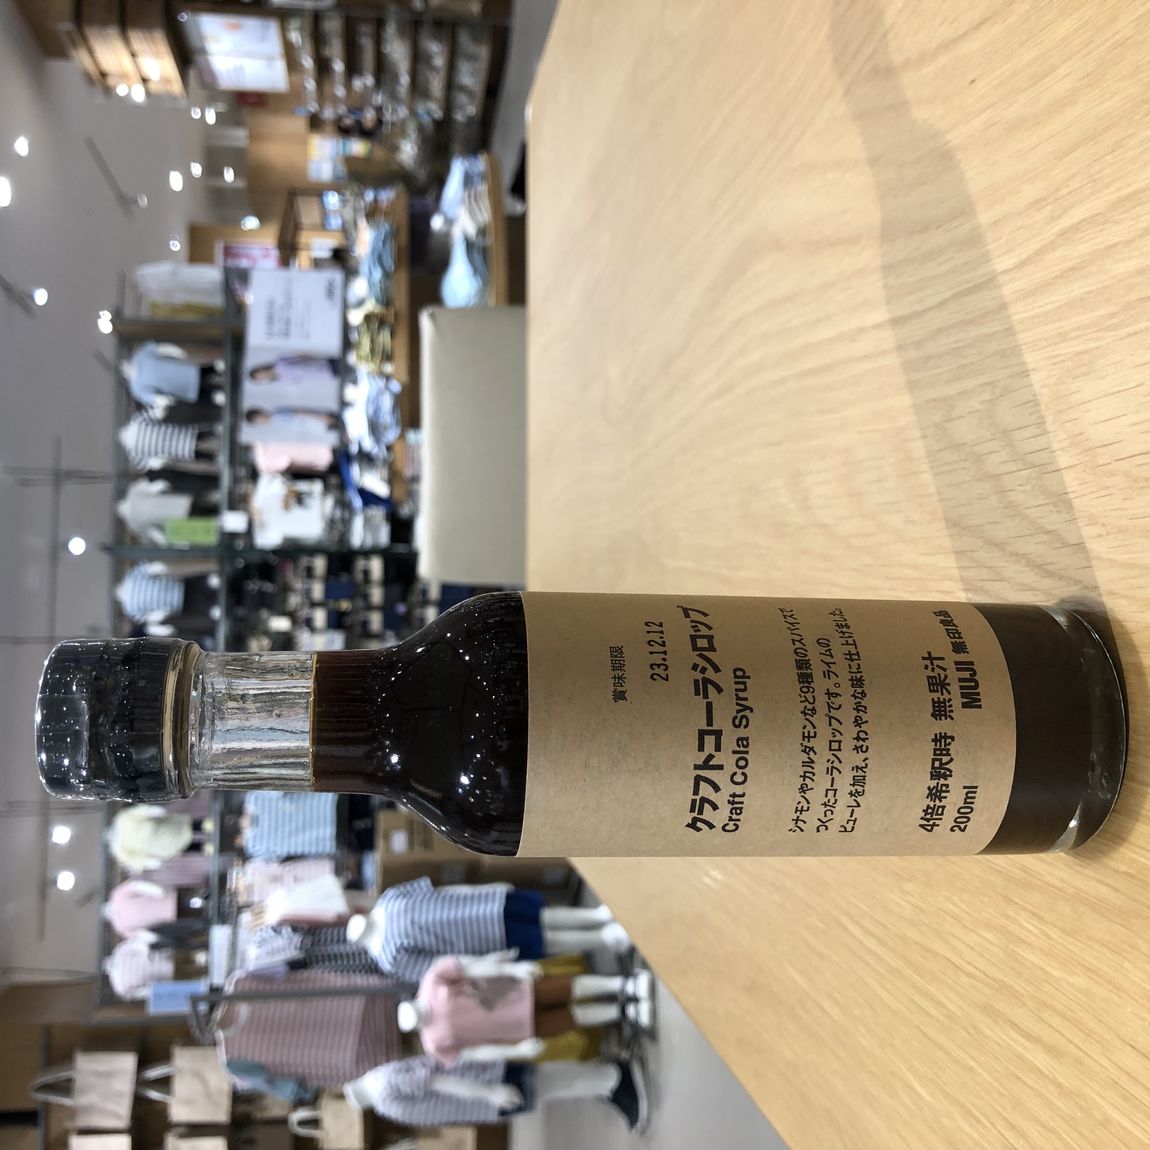 賞味期限
23.12.12
クラフトコーラシロップ
Craft Cola Syrup
シナモンやカルダモンなど9種類のスパイスで
つくったコーラシロップです。ライムの
ピューレを加え、さわやかな味に仕上げました。
4倍希釈時 無果汁
200ml MUJI 無印良品